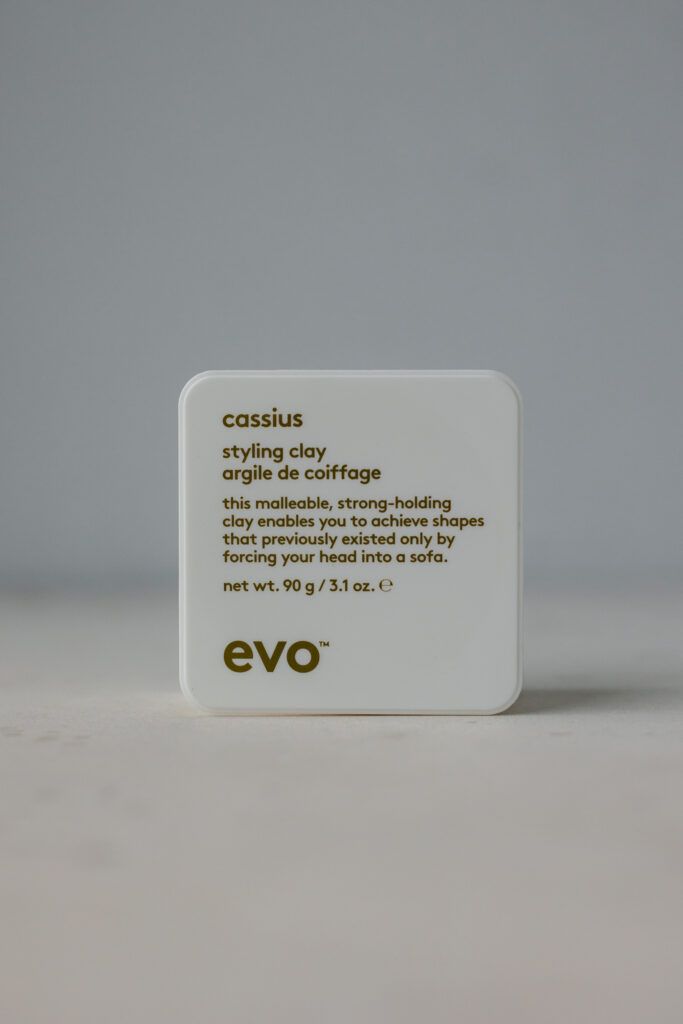 cassius
styling clay
argile de coiffage
this malleable, strong-holding
clay enables you to achieve shapes
that previously existed only by
forcing your head into a sofa.
net wt. 90 g / 3.1 oz. ℮
evo™